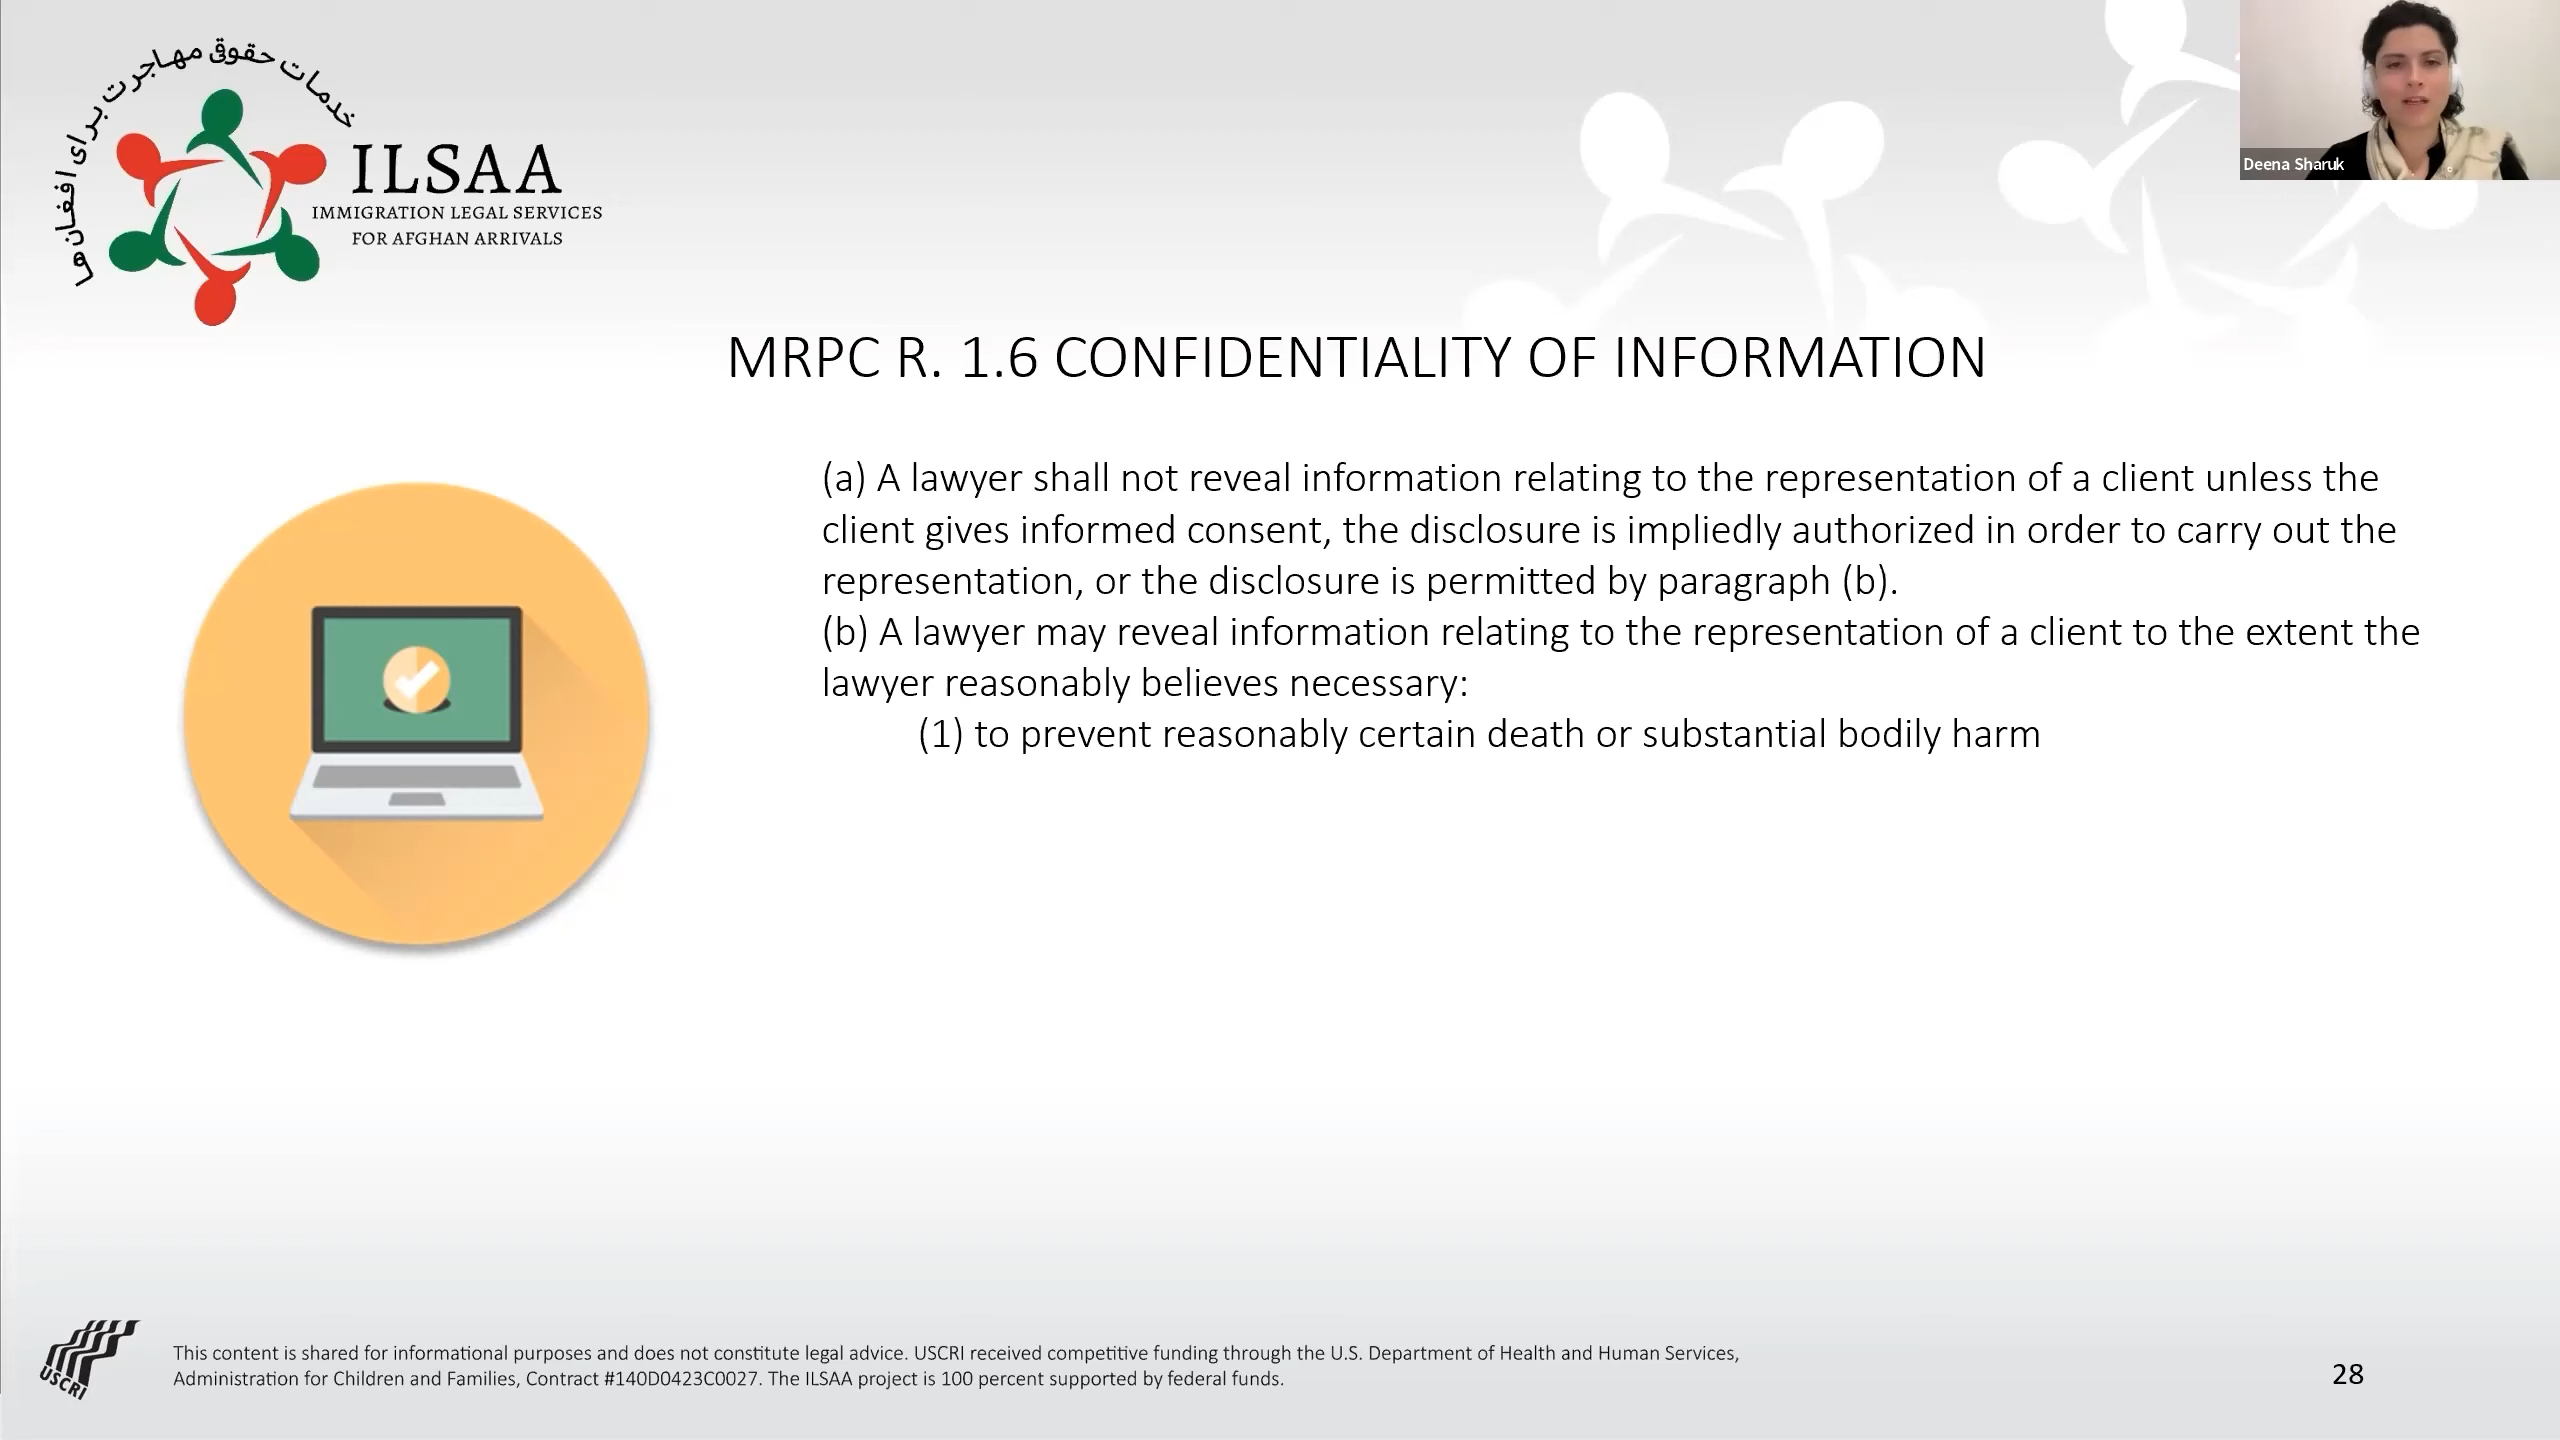 خدمات حقوقی مهاجرت برای افغان‌ها
ILSAA
IMMIGRATION LEGAL SERVICES
FOR AFGHAN ARRIVALS
Deena Sharuk
MRPC R. 1.6 CONFIDENTIALITY OF INFORMATION
(a) A lawyer shall not reveal information relating to the representation of a client unless the
client gives informed consent, the disclosure is impliedly authorized in order to carry out the
representation, or the disclosure is permitted by paragraph (b).
(b) A lawyer may reveal information relating to the representation of a client to the extent the
lawyer reasonably believes necessary:
(1) to prevent reasonably certain death or substantial bodily harm
USCRI
This content is shared for informational purposes and does not constitute legal advice. USCRI received competitive funding through the U.S. Department of Health and Human Services,
Administration for Children and Families, Contract #140D0423C0027. The ILSAA project is 100 percent supported by federal funds.
28